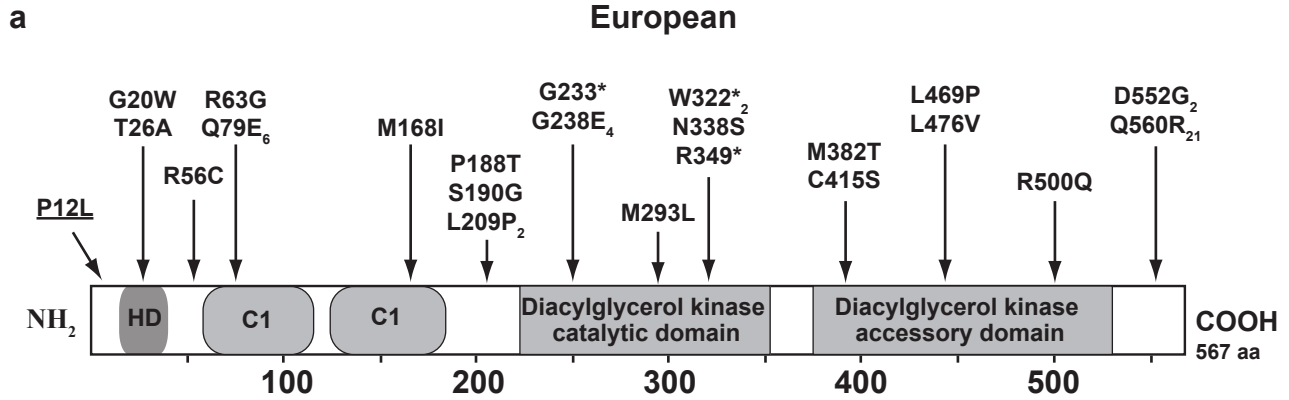 a
European
G20W
T26A
R63G
Q79E6
R56C
P12L
M168I
P188T
S190G
L209P2
G233*
G238E4
M293L
W322*2
N338S
R349*
M382T
C415S
L469P
L476V
R500Q
D552G2
Q560R21
NH2
HD
C1
C1
Diacylglycerol kinase
catalytic domain
Diacylglycerol kinase
accessory domain
COOH
567 aa
100
200
300
400
500